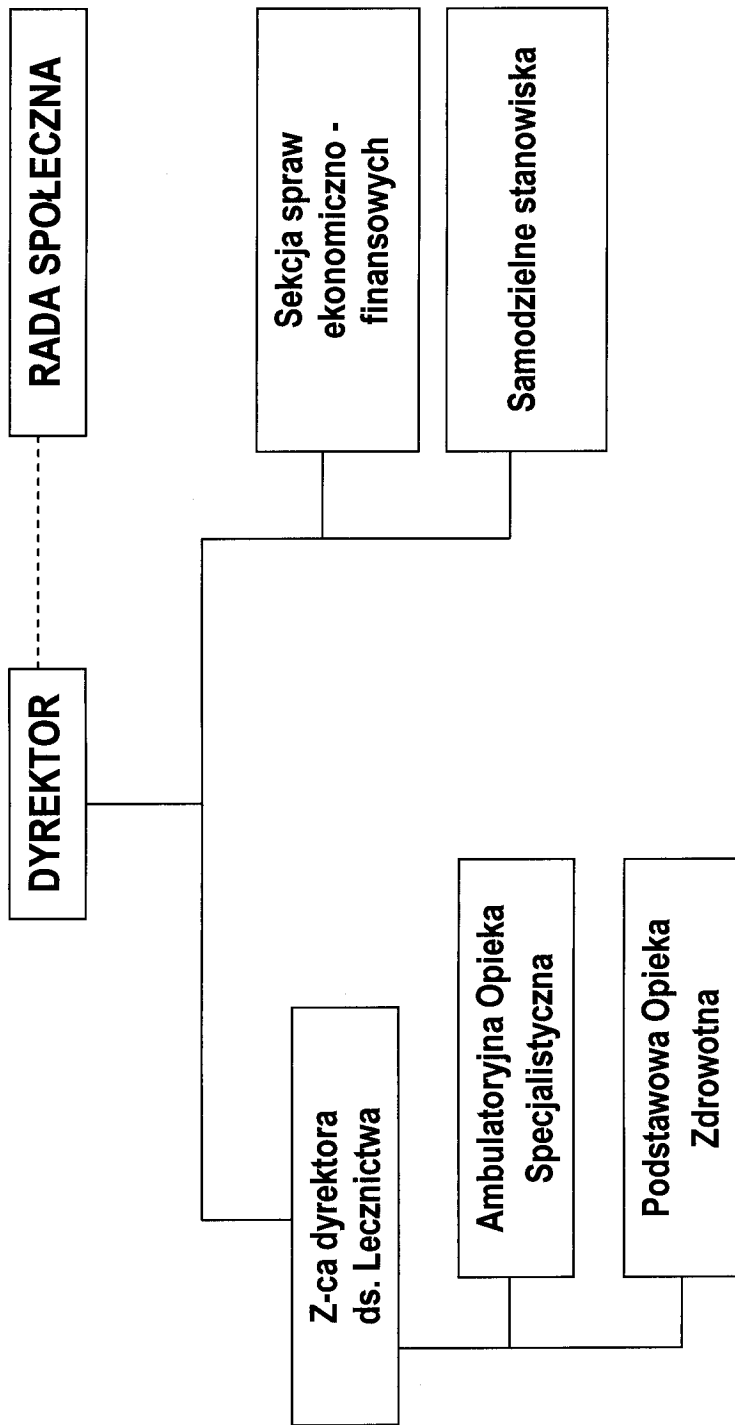 DYREKTOR
RADA SPOŁECZNA
Z-ca dyrektora
ds. Lecznictwa
Ambulatoryjna Opieka
Specjalistyczna
Podstawowa Opieka
Zdrowotna
Sekcja spraw
ekonomiczno -
finansowych
Samodzielne stanowiska